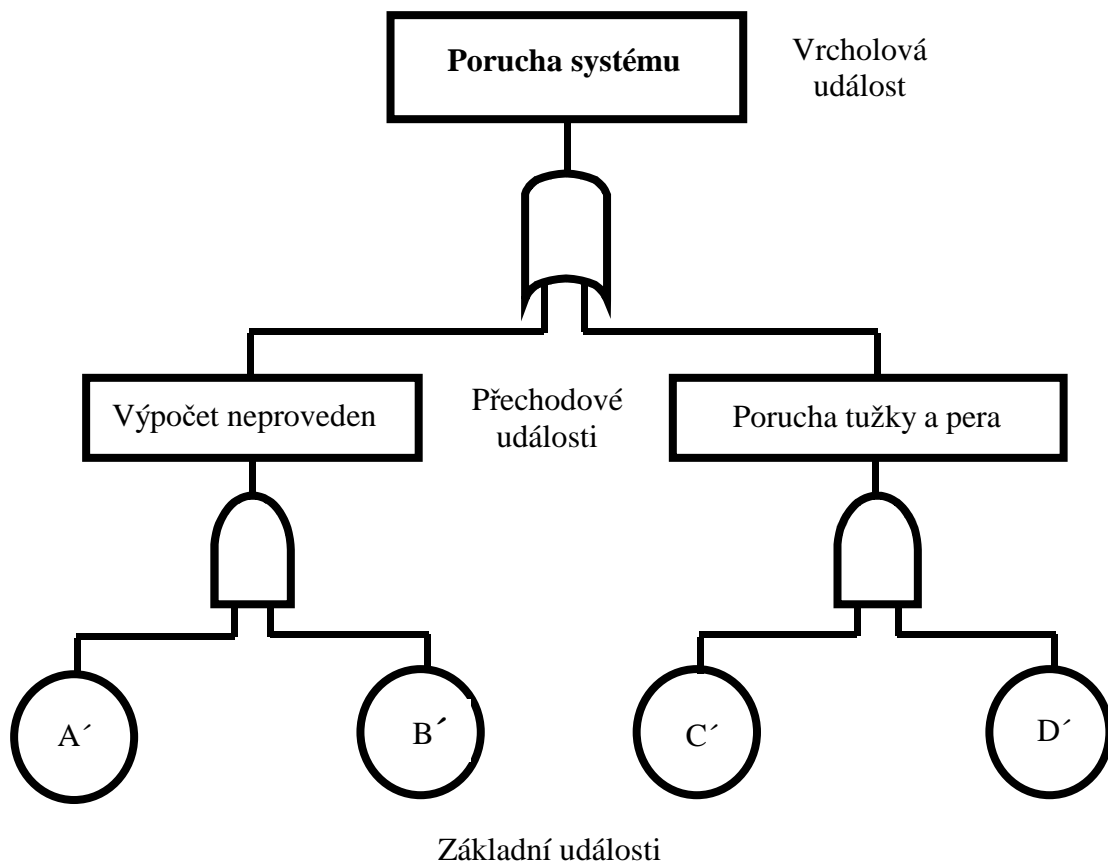 Porucha systému
Vrcholová
událost
Výpočet neproveden
Přechodové
události
Porucha tužky a pera
A´
B´
C´
D´
Základní události